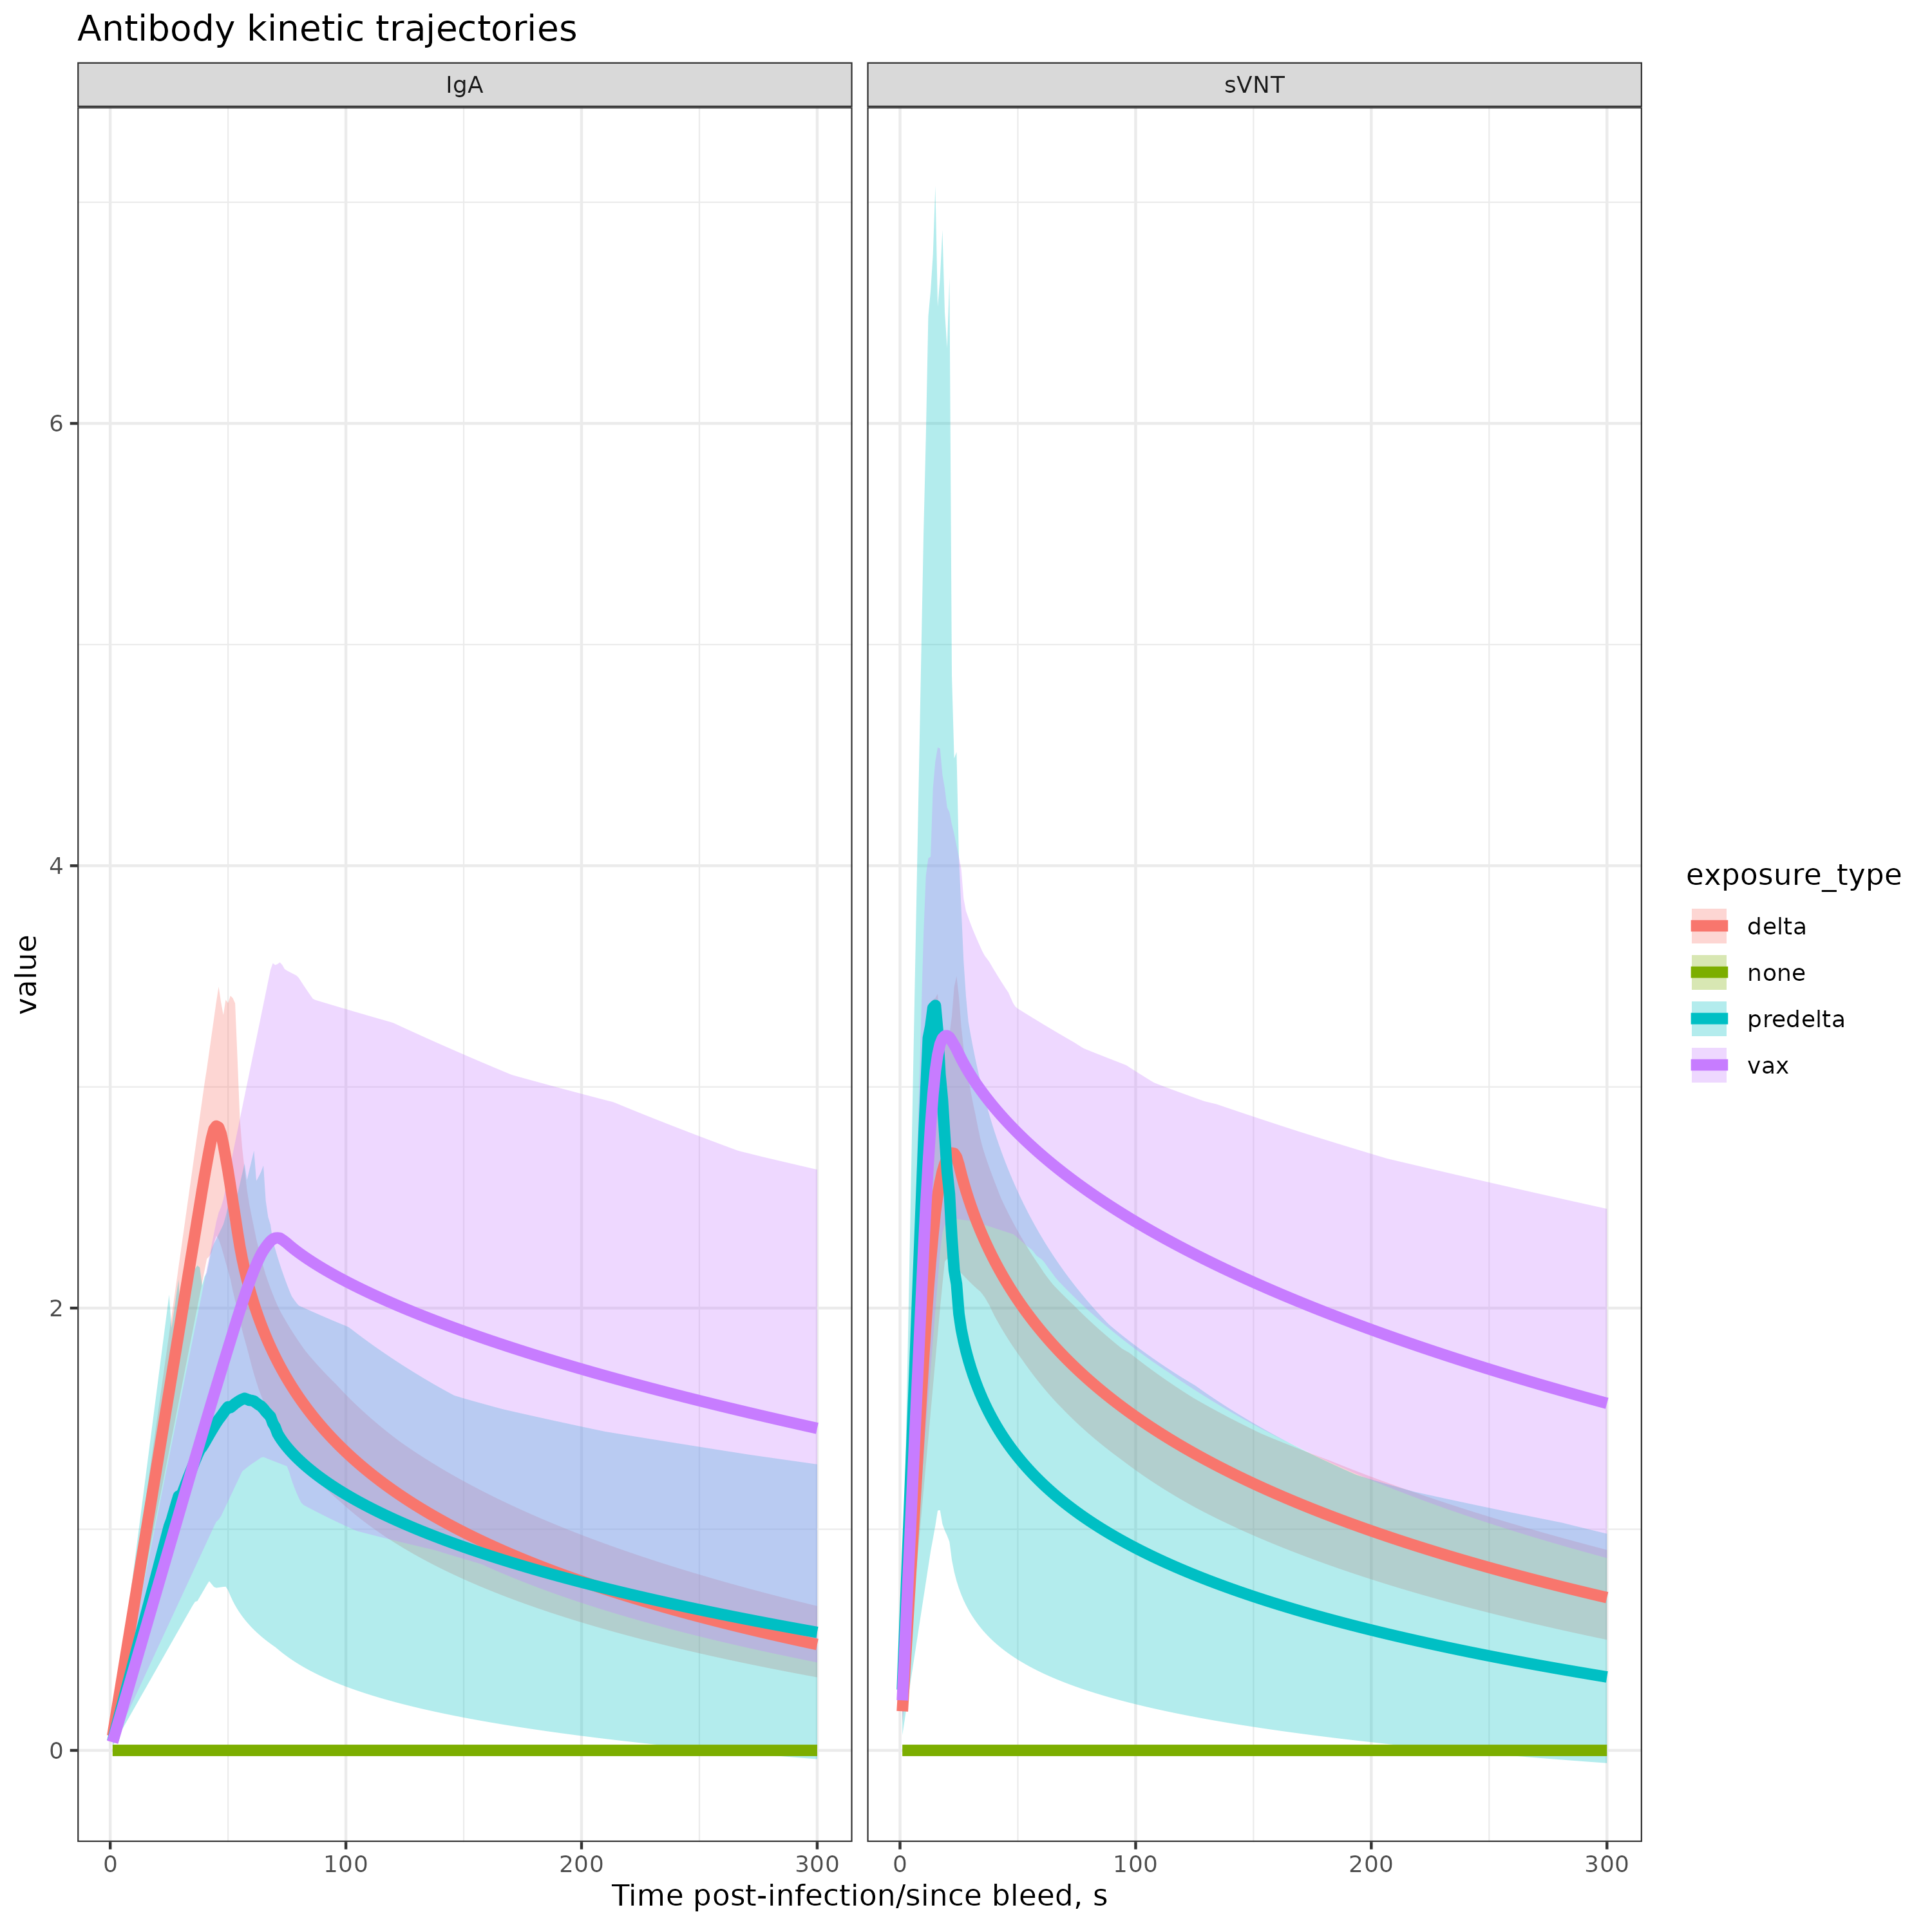 Antibody kinetic trajectories
IgA
sVNT
value
6
4
2
0
0
100
200
300
0
100
200
300
Time post-infection/since bleed, s
exposure_type
delta
none
predelta
vax